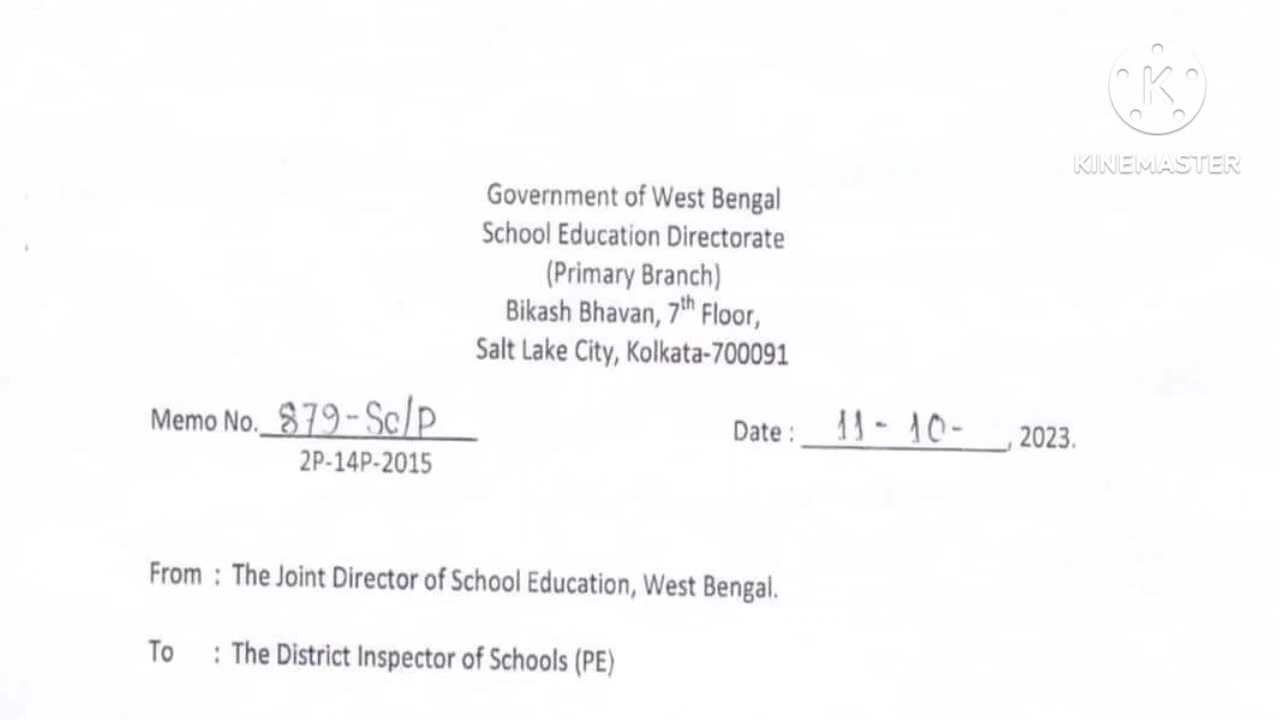 K
KINEMASTER
Government of West Bengal
School Education Directorate
(Primary Branch)
Bikash Bhavan, 7th Floor,
Salt Lake City, Kolkata-700091
Memo No. 879-Sc/P
2P-14P-2015
Date : 11-10-, 2023.
From : The Joint Director of School Education, West Bengal.
To : The District Inspector of Schools (PE)